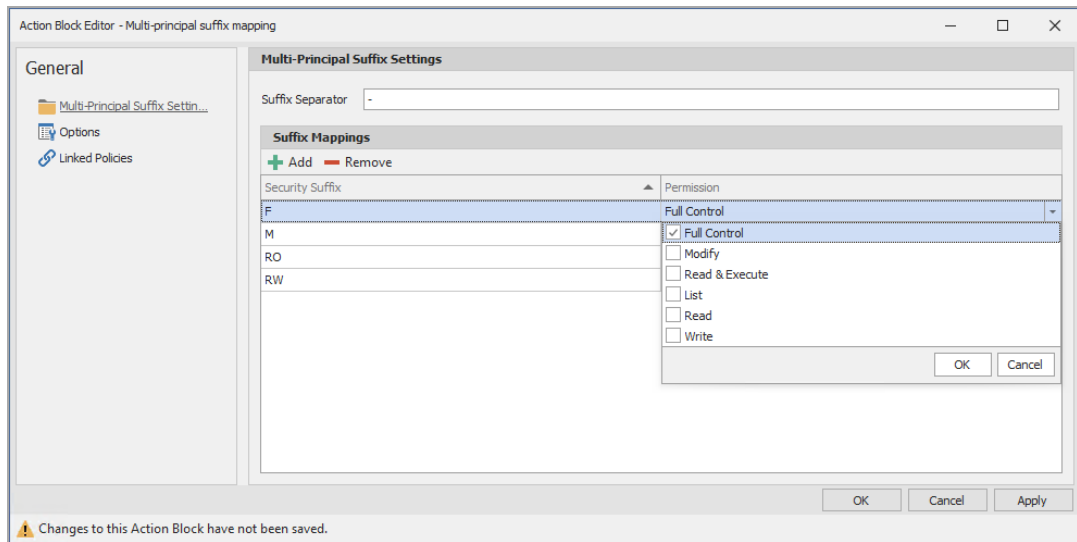 Action Block Editor - Multi-principal suffix mapping
General
Multi-Principal Suffix Settin...
Options
Linked Policies
Multi-Principal Suffix Settings
Suffix Separator -
Suffix Mappings
Add Remove
Security Suffix Permission
F Full Control
M
RO
RW
Full Control
Modify
Read & Execute
List
Read
Write
OK Cancel
OK Cancel Apply
Changes to this Action Block have not been saved.